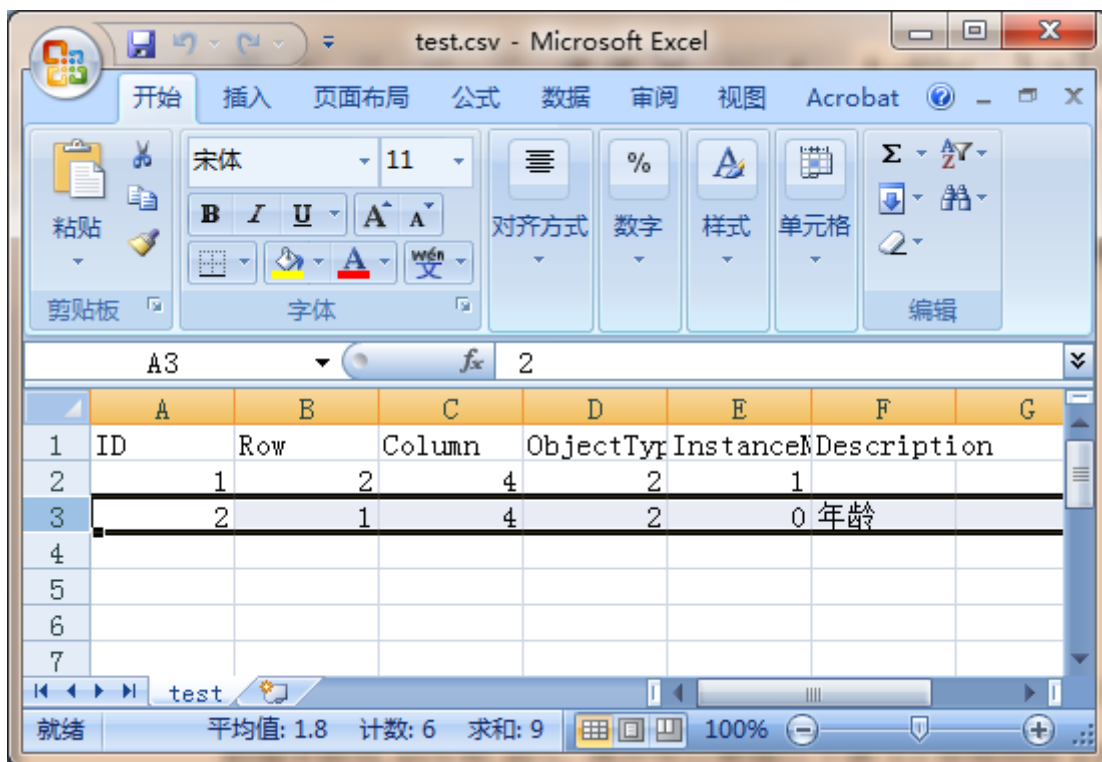 test.csv - Microsoft Excel
开始 插入 页面布局 公式 数据 审阅 视图 Acrobat
宋体 11
粘贴 B I U A A wén 文 对齐方式 % 数字 样式 单元格 Σ A Z
剪贴板 字体 编辑
A3 fx 2
A B C D E F G
1 ID Row Column ObjectTyp InstanceN Description
2 1 2 4 2 1
3 2 1 4 2 0 年龄
4
5
6
7
test
就绪 平均值: 1.8 计数: 6 求和: 9 100%